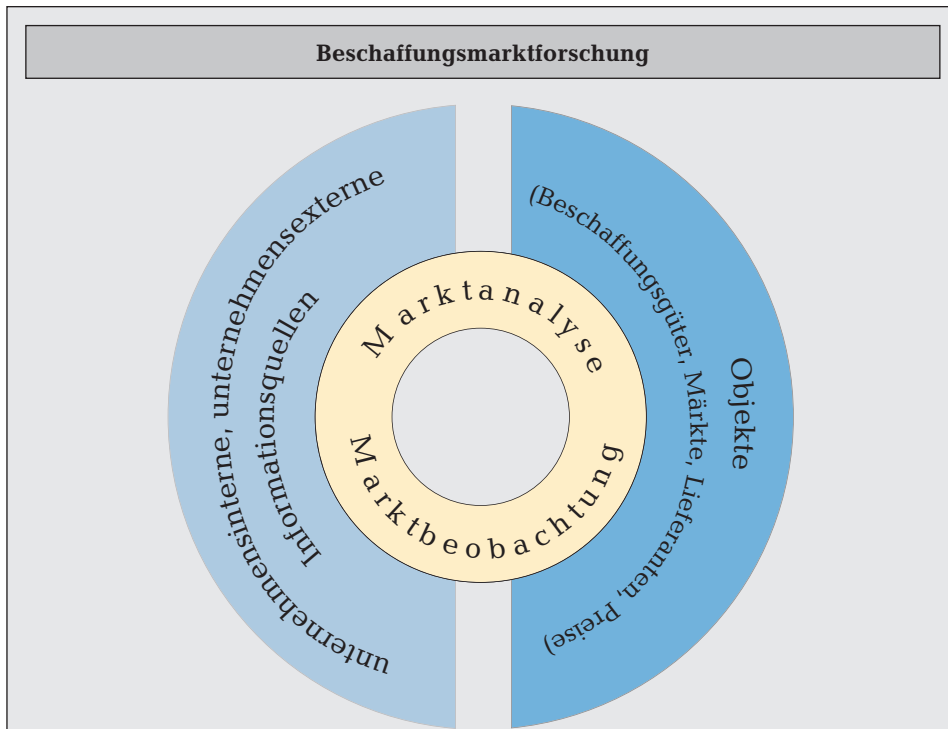 Beschaffungsmarktforschung
unternehmensinterne, unternehmensexterne
Informationsquellen
Marktanalyse
Marktbeobachtung
Objekte
(Beschaffungsgüter, Märkte, Lieferanten, Preise)